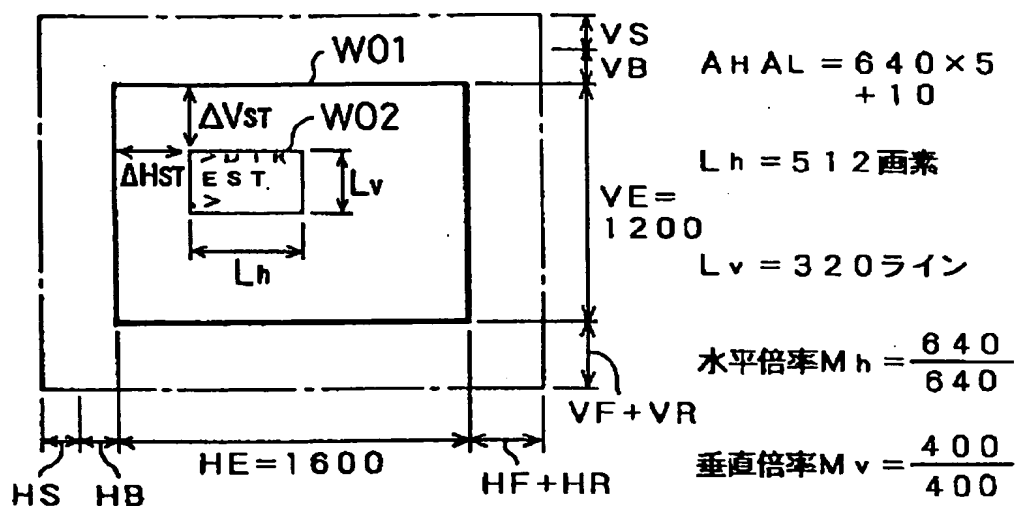 VS
W01
VB
ΔVST
W02
>DIR
ΔHST
EST.
>
Lv
Lh
VE=
1200
VF+VR
HS
HB
HE=1600
HF+HR
AHAL=640×5
+10
Lh=512画素
Lv=320ライン
水平倍率Mh=640/640
垂直倍率Mv=400/400